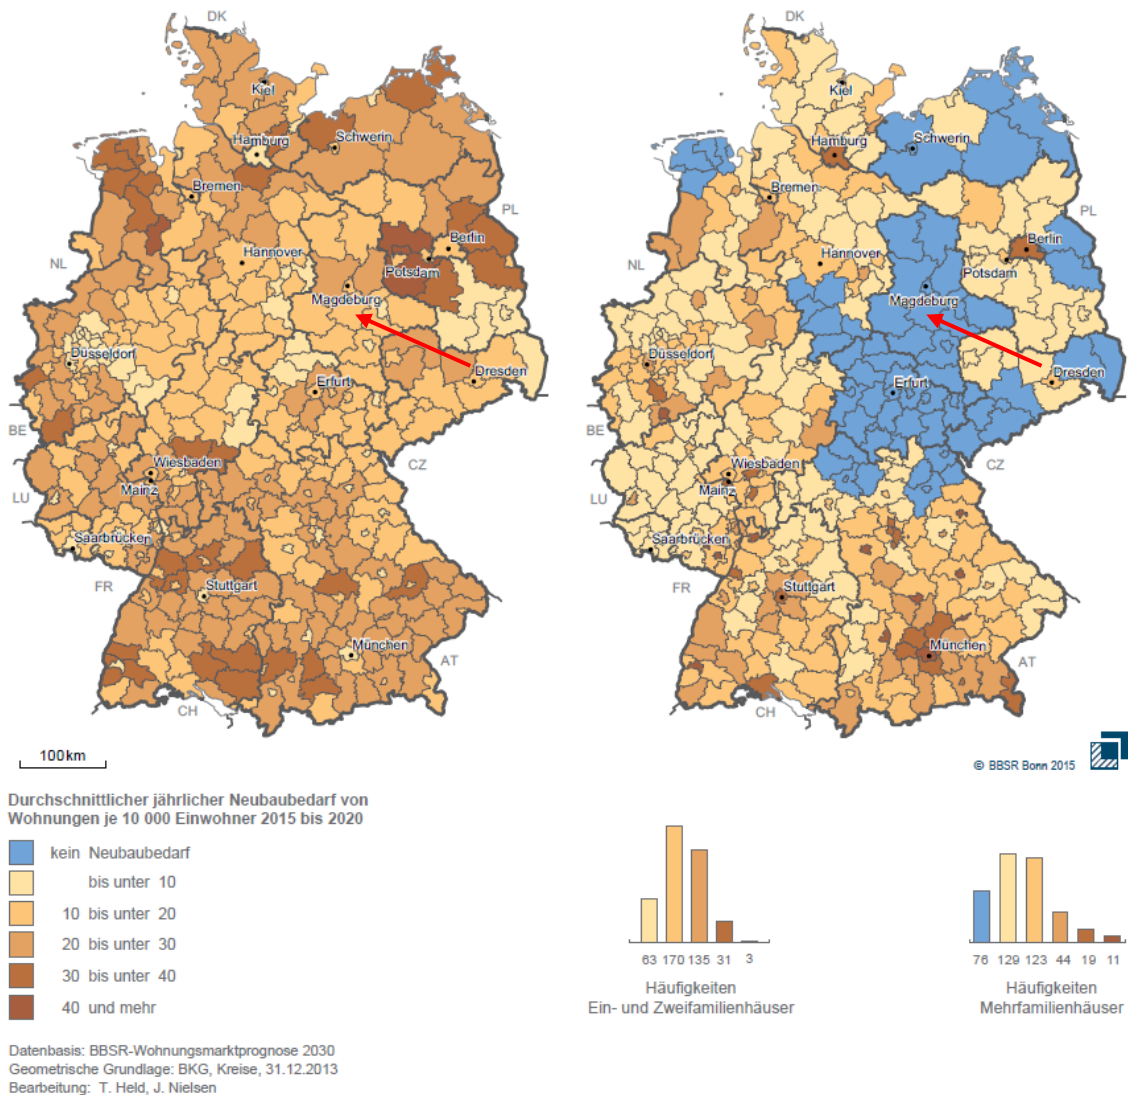 DK
Kiel
Hamburg
Schwerin
Bremen
PL
Berlin
Hannover
NL
Potsdam
Magdeburg
Düsseldorf
Dresden
Erfurt
BE
Wiesbaden
CZ
Mainz
LU
Saarbrücken
FR
Stuttgart
München
AT
CH
100km
DK
Kiel
Hamburg
Schwerin
Bremen
PL
Berlin
Hannover
NL
Potsdam
Magdeburg
Düsseldorf
Dresden
Erfurt
BE
Wiesbaden
CZ
Mainz
LU
Saarbrücken
FR
Stuttgart
München
AT
CH
© BBSR Bonn 2015
Durchschnittlicher jährlicher Neubaubedarf von
Wohnungen je 10 000 Einwohner 2015 bis 2020
kein Neubaubedarf
bis unter 10
10 bis unter 20
20 bis unter 30
30 bis unter 40
40 und mehr
63 170 135 31 3
Häufigkeiten
Ein- und Zweifamilienhäuser
76 129 123 44 19 11
Häufigkeiten
Mehrfamilienhäuser
Datenbasis: BBSR-Wohnungsmarktprognose 2030
Geometrische Grundlage: BKG, Kreise, 31.12.2013
Bearbeitung: T. Held, J. Nielsen